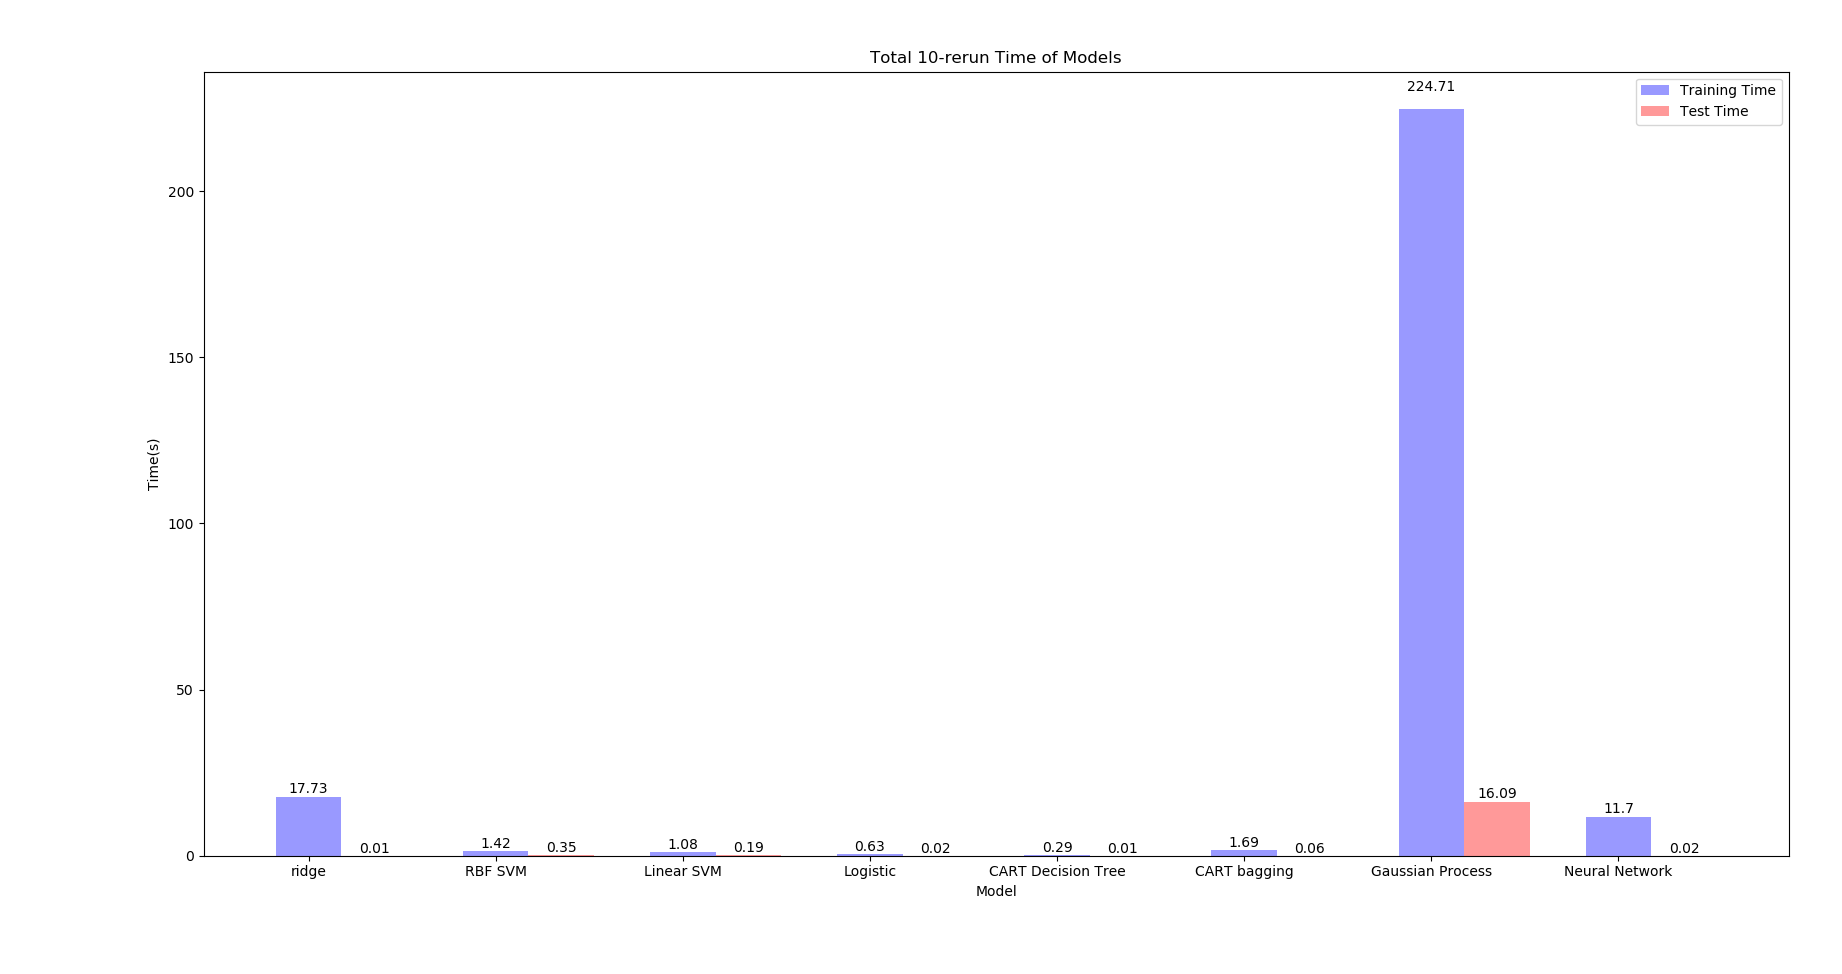 Total 10-rerun Time of Models
224.71
Training Time
Test Time
200
150
Time(s)
100
50
17.73
16.09
11.7
0.01
1.42
0.35
1.08
0.19
0.63
0.02
0.29
0.01
1.69
0.06
0.02
0
ridge
RBF SVM
Linear SVM
Logistic
CART Decision Tree
CART bagging
Gaussian Process
Neural Network
Model